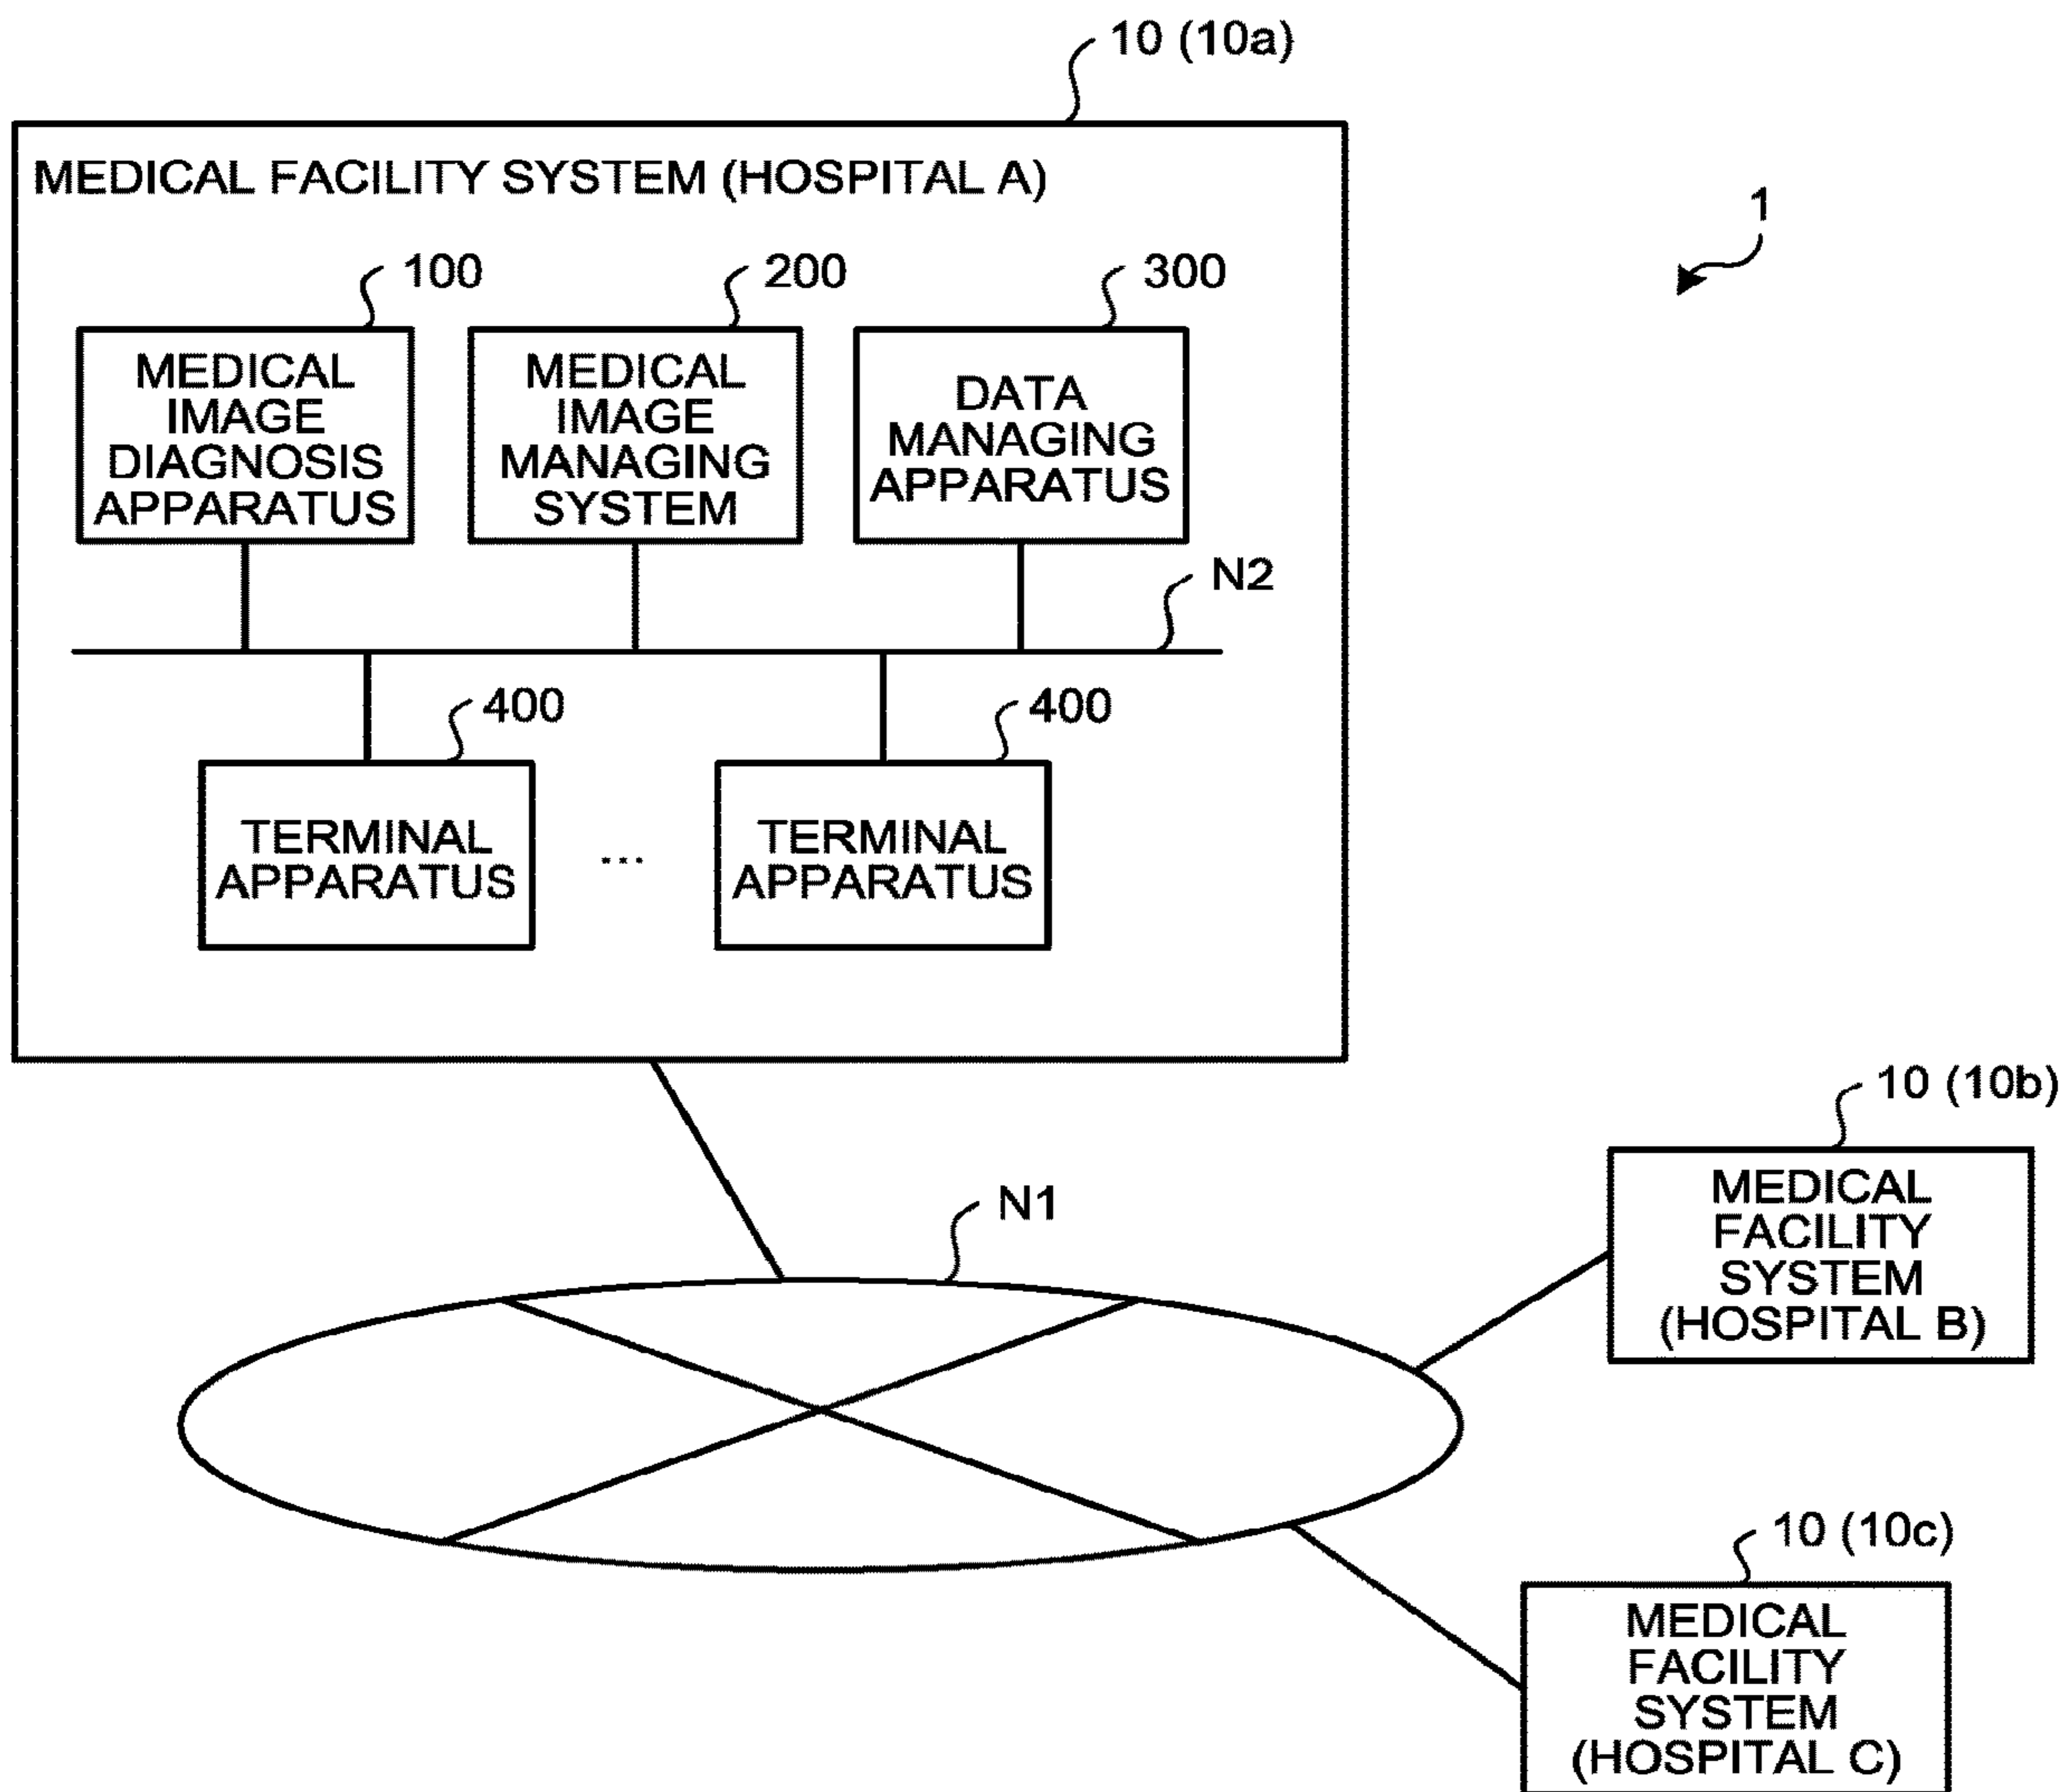 10 (10a)
MEDICAL FACILITY SYSTEM (HOSPITAL A)
1
100
200
300
MEDICAL
IMAGE
DIAGNOSIS
APPARATUS
MEDICAL
IMAGE
MANAGING
SYSTEM
DATA
MANAGING
APPARATUS
N2
400
400
TERMINAL
APPARATUS
...
TERMINAL
APPARATUS
10 (10b)
MEDICAL
FACILITY
SYSTEM
(HOSPITAL B)
N1
10 (10c)
MEDICAL
FACILITY
SYSTEM
(HOSPITAL C)